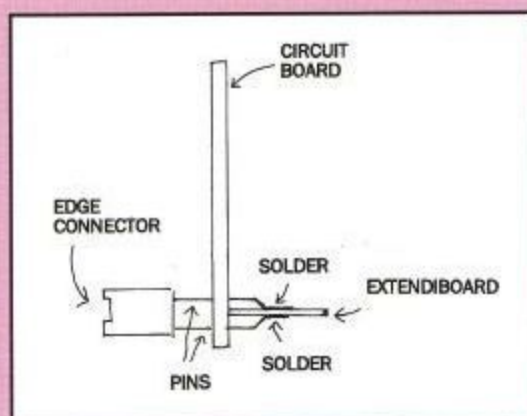 CIRCUIT
BOARD
EDGE
CONNECTOR
SOLDER
EXTENDIBOARD
PINS
SOLDER